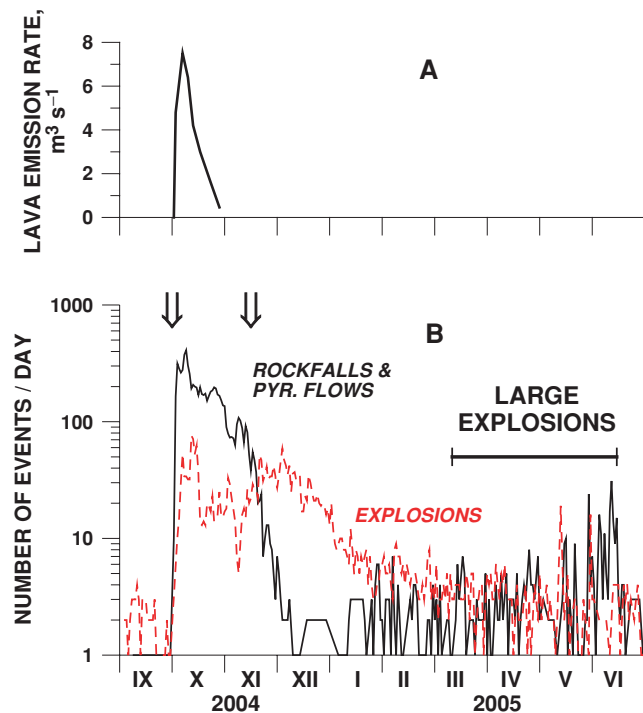 LAVA EMISSION RATE,
m³ s⁻¹
8
6
4
2
0
A
NUMBER OF EVENTS / DAY
1000
100
10
1
B
ROCKFALLS &
PYR. FLOWS
LARGE
EXPLOSIONS
EXPLOSIONS
IX X XI XII I II III IV V VI
2004 2005